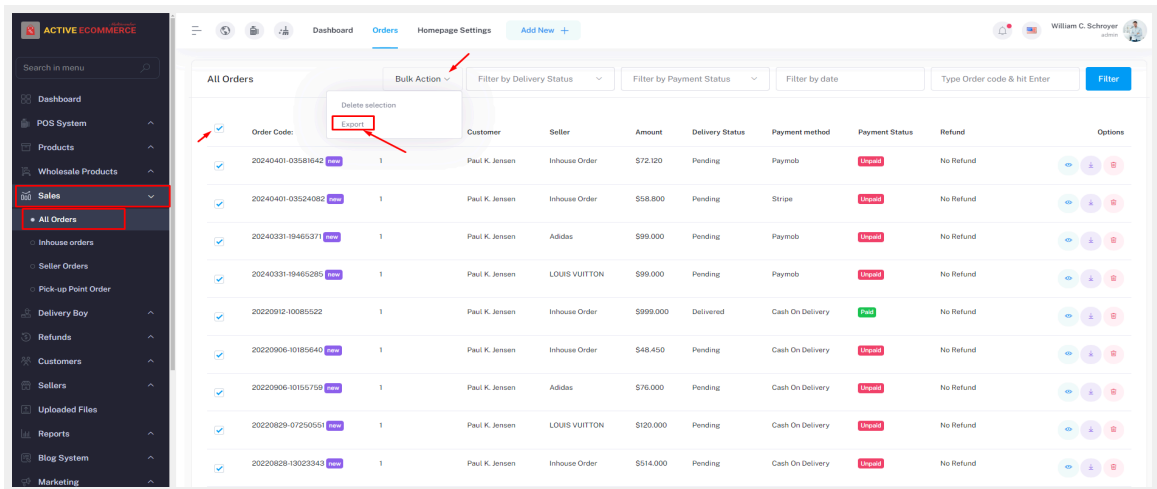 ACTIVE ECOMMERCE
Dashboard Orders Homepage Settings Add New +
William C. Schroyer
admin
Search in menu
Dashboard
POS System
Products
Wholesale Products
Sales
All Orders
Inhouse orders
Seller Orders
Pick-up Point Order
Delivery Boy
Refunds
Customers
Sellers
Uploaded Files
Reports
Blog System
Marketing
All Orders Bulk Action Filter by Delivery Status Filter by Payment Status Filter by date Type Order code & hit Enter Filter
Delete selection
Export
Order Code: Customer Seller Amount Delivery Status Payment method Payment Status Refund Options
20240401-03581642 new 1 Paul K. Jensen Inhouse Order $72.120 Pending Paymob Unpaid No Refund
20240401-03524082 new 1 Paul K. Jensen Inhouse Order $58.800 Pending Stripe Unpaid No Refund
20240331-19465371 new 1 Paul K. Jensen Adidas $99.000 Pending Paymob Unpaid No Refund
20240331-19465285 new 1 Paul K. Jensen LOUIS VUITTON $99.000 Pending Paymob Unpaid No Refund
20220912-10085522 1 Paul K. Jensen Inhouse Order $999.000 Delivered Cash On Delivery Paid No Refund
20220906-10185640 new 1 Paul K. Jensen Inhouse Order $48.450 Pending Cash On Delivery Unpaid No Refund
20220906-10155759 new 1 Paul K. Jensen Adidas $76.000 Pending Cash On Delivery Unpaid No Refund
20220829-07250551 new 1 Paul K. Jensen LOUIS VUITTON $120.000 Pending Cash On Delivery Unpaid No Refund
20220828-13023343 new 1 Paul K. Jensen Inhouse Order $514.000 Pending Cash On Delivery Unpaid No Refund